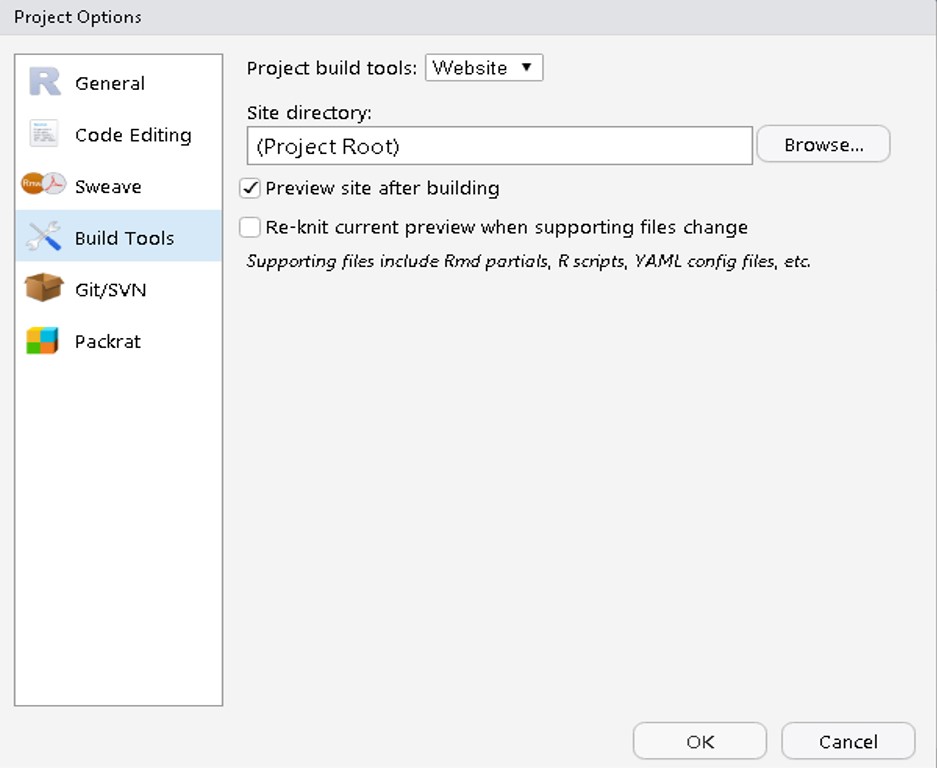 Project Options
General
Code Editing
Sweave
Build Tools
Git/SVN
Packrat
Project build tools: Website
Site directory:
(Project Root)
Browse...
Preview site after building
Re-knit current preview when supporting files change
Supporting files include Rmd partials, R scripts, YAML config files, etc.
OK
Cancel